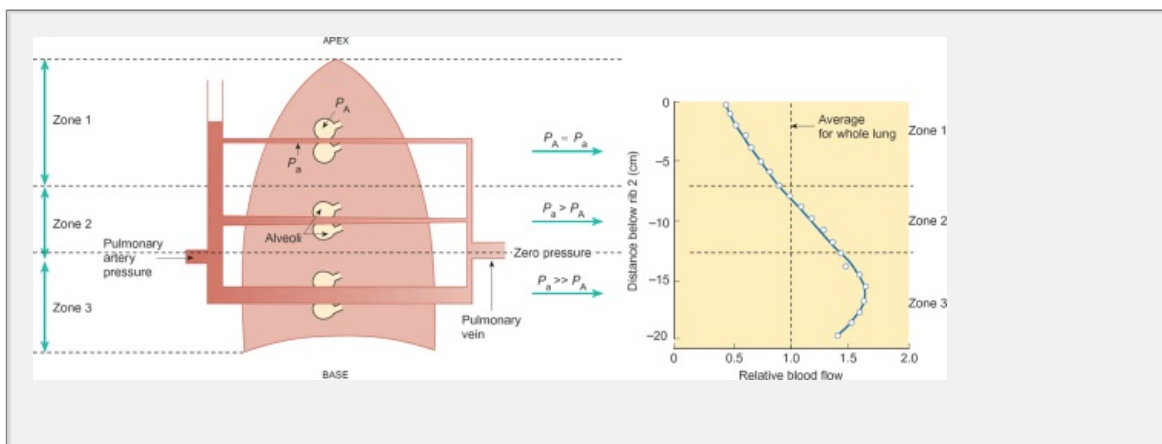 APEX
Zone 1
P_A
P_a
P_A ≈ P_a
Zone 2
Alveoli
P_a > P_A
Pulmonary
artery
pressure
Zero pressure
Zone 3
P_a >> P_A
Pulmonary
vein
BASE
0
Average
for whole lung
Zone 1
–5
Distance below rib 2 (cm)
Zone 2
–10
–15
Zone 3
–20
0 0.5 1.0 1.5 2.0
Relative blood flow